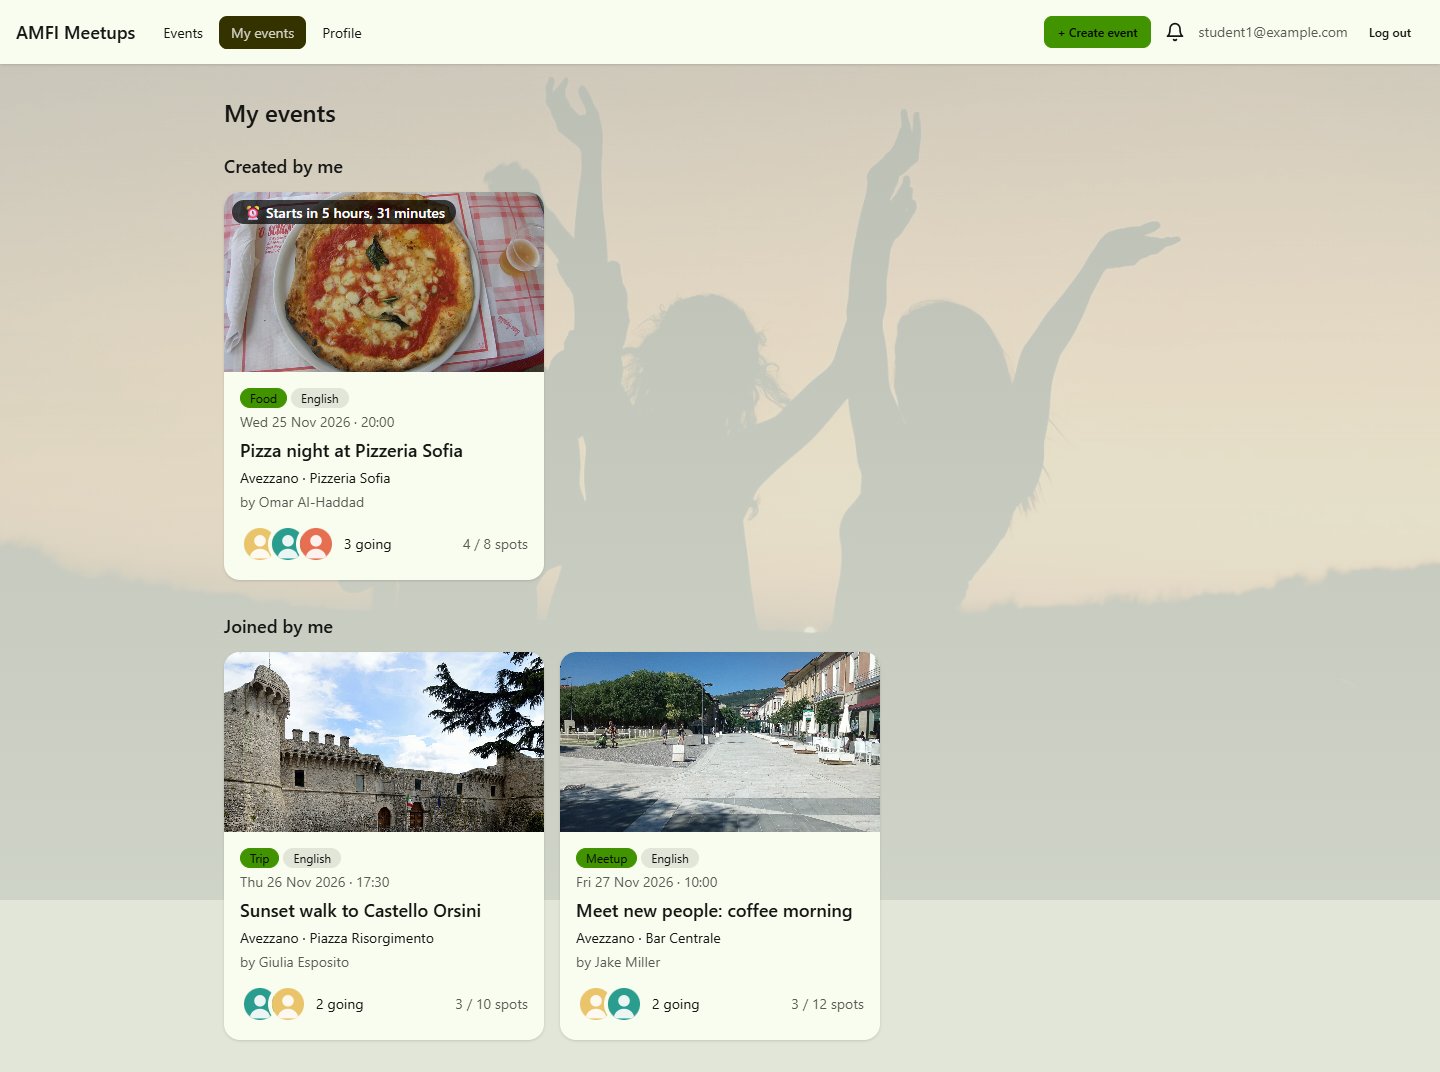 AMFI Meetups
Events
My events
Profile
+ Create event
student1@example.com
Log out
My events
Created by me
Starts in 5 hours, 31 minutes
Food
English
Wed 25 Nov 2026 · 20:00
Pizza night at Pizzeria Sofia
Avezzano · Pizzeria Sofia
by Omar Al-Haddad
3 going
4 / 8 spots
Joined by me
Trip
English
Thu 26 Nov 2026 · 17:30
Sunset walk to Castello Orsini
Avezzano · Piazza Risorgimento
by Giulia Esposito
2 going
3 / 10 spots
Meetup
English
Fri 27 Nov 2026 · 10:00
Meet new people: coffee morning
Avezzano · Bar Centrale
by Jake Miller
2 going
3 / 12 spots